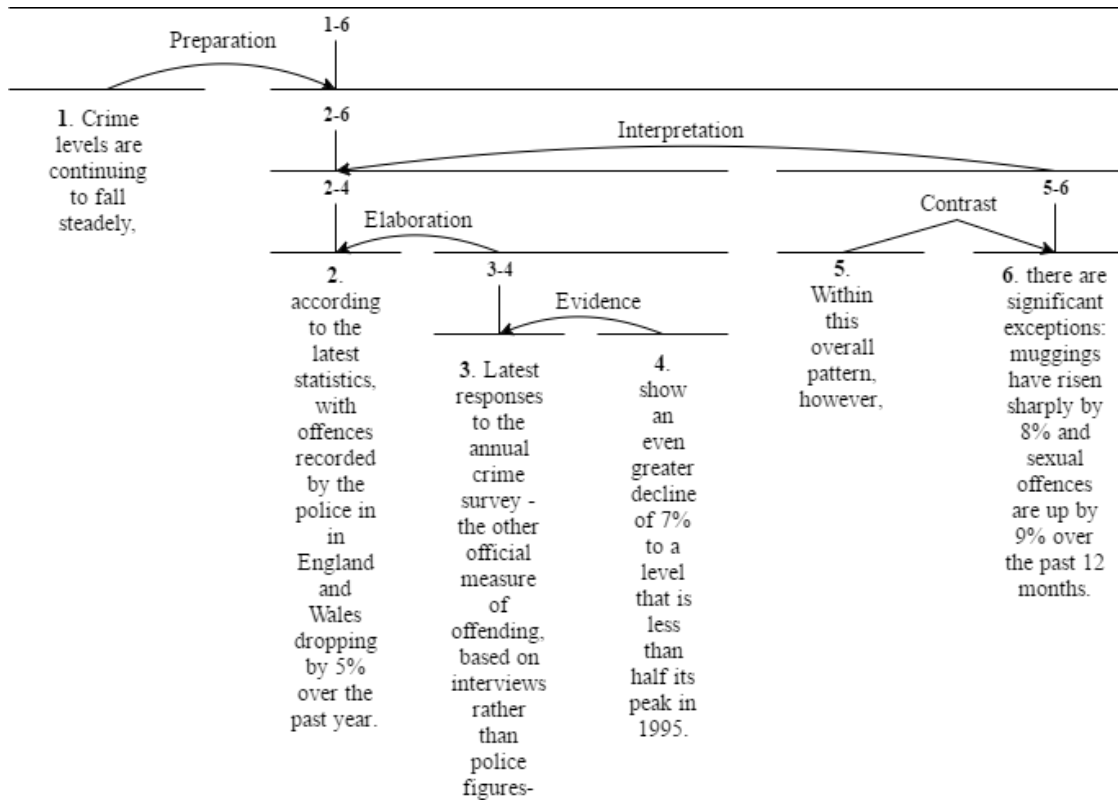 1-6
Preparation
1. Crime
levels are
continuing
to fall
steadely,
2-6
Interpretation
2-4
5-6
Elaboration
Contrast
2.
according
to the
latest
statistics,
with
offences
recorded
by the
police in
in
England
and
Wales
dropping
by 5%
over the
past year.
3-4
Evidence
3. Latest
responses
to the
annual
crime
survey -
the other
official
measure
of
offending,
based on
interviews
rather
than
police
figures-
4.
show
an
even
greater
decline
of 7%
to a
level
that is
less
than
half its
peak in
1995.
5.
Within
this
overall
pattern,
however,
6. there are
significant
exceptions:
muggings
have risen
sharply by
8% and
sexual
offences
are up by
9% over
the past 12
months.